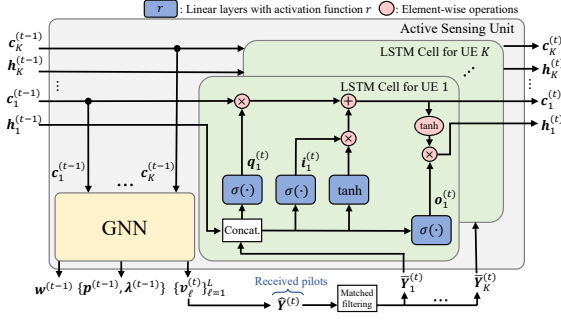 r : Linear layers with activation function r
: Element-wise operations
Active Sensing Unit
c_K^{(t-1)}
h_K^{(t-1)}
⋮
c_1^{(t-1)}
h_1^{(t-1)}
LSTM Cell for UE K
LSTM Cell for UE 1
c_K^{(t)}
h_K^{(t)}
⋮
c_1^{(t)}
h_1^{(t)}
× + tanh
× ×
q_1^{(t)} i_1^{(t)} o_1^{(t)}
σ(·) σ(·) tanh σ(·)
Concat.
c_1^{(t-1)} … c_K^{(t-1)}
GNN
w^{(t-1)} {p^{(t-1)}, λ^{(t-1)}} {v_ℓ^{(t)}}_{ℓ=1}^L
Received pilots
Ŷ^{(t)}
Matched
filtering
Ȳ_1^{(t)} … Ȳ_K^{(t)}